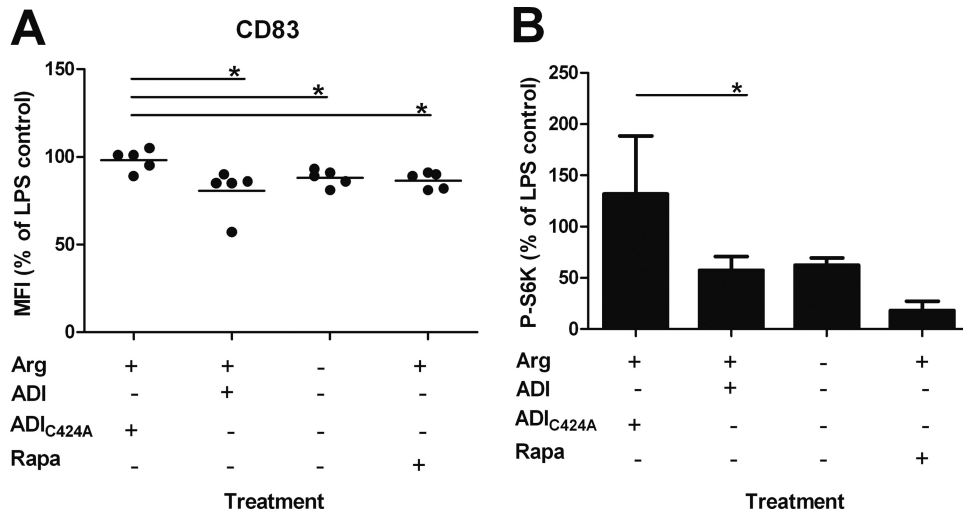 A
CD83
MFI (% of LPS control)
150
100
50
0
*
*
*
Arg + + - +
ADI - + - -
ADIC424A + - - -
Rapa - - - +
Treatment
B
P-S6K (% of LPS control)
250
200
150
100
50
0
*
Arg + + - +
ADI - + - -
ADIC424A + - - -
Rapa - - - +
Treatment